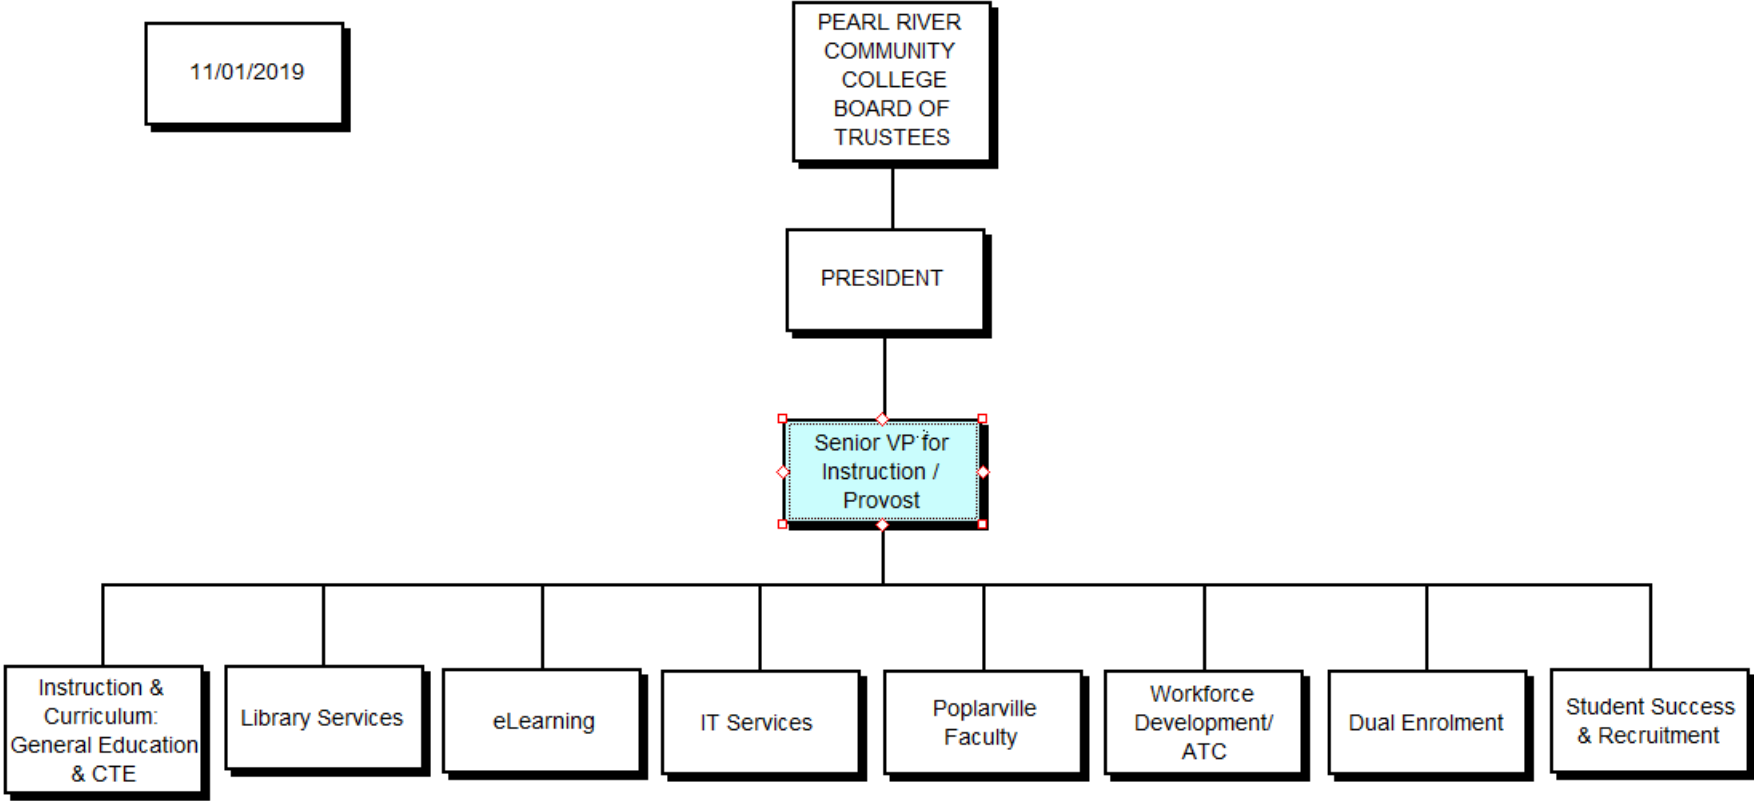 11/01/2019
PEARL RIVER
COMMUNITY
COLLEGE
BOARD OF
TRUSTEES
PRESIDENT
Senior VP for
Instruction /
Provost
Instruction &
Curriculum:
General Education
& CTE
Library Services
eLearning
IT Services
Poplarville
Faculty
Workforce
Development/
ATC
Dual Enrolment
Student Success
& Recruitment